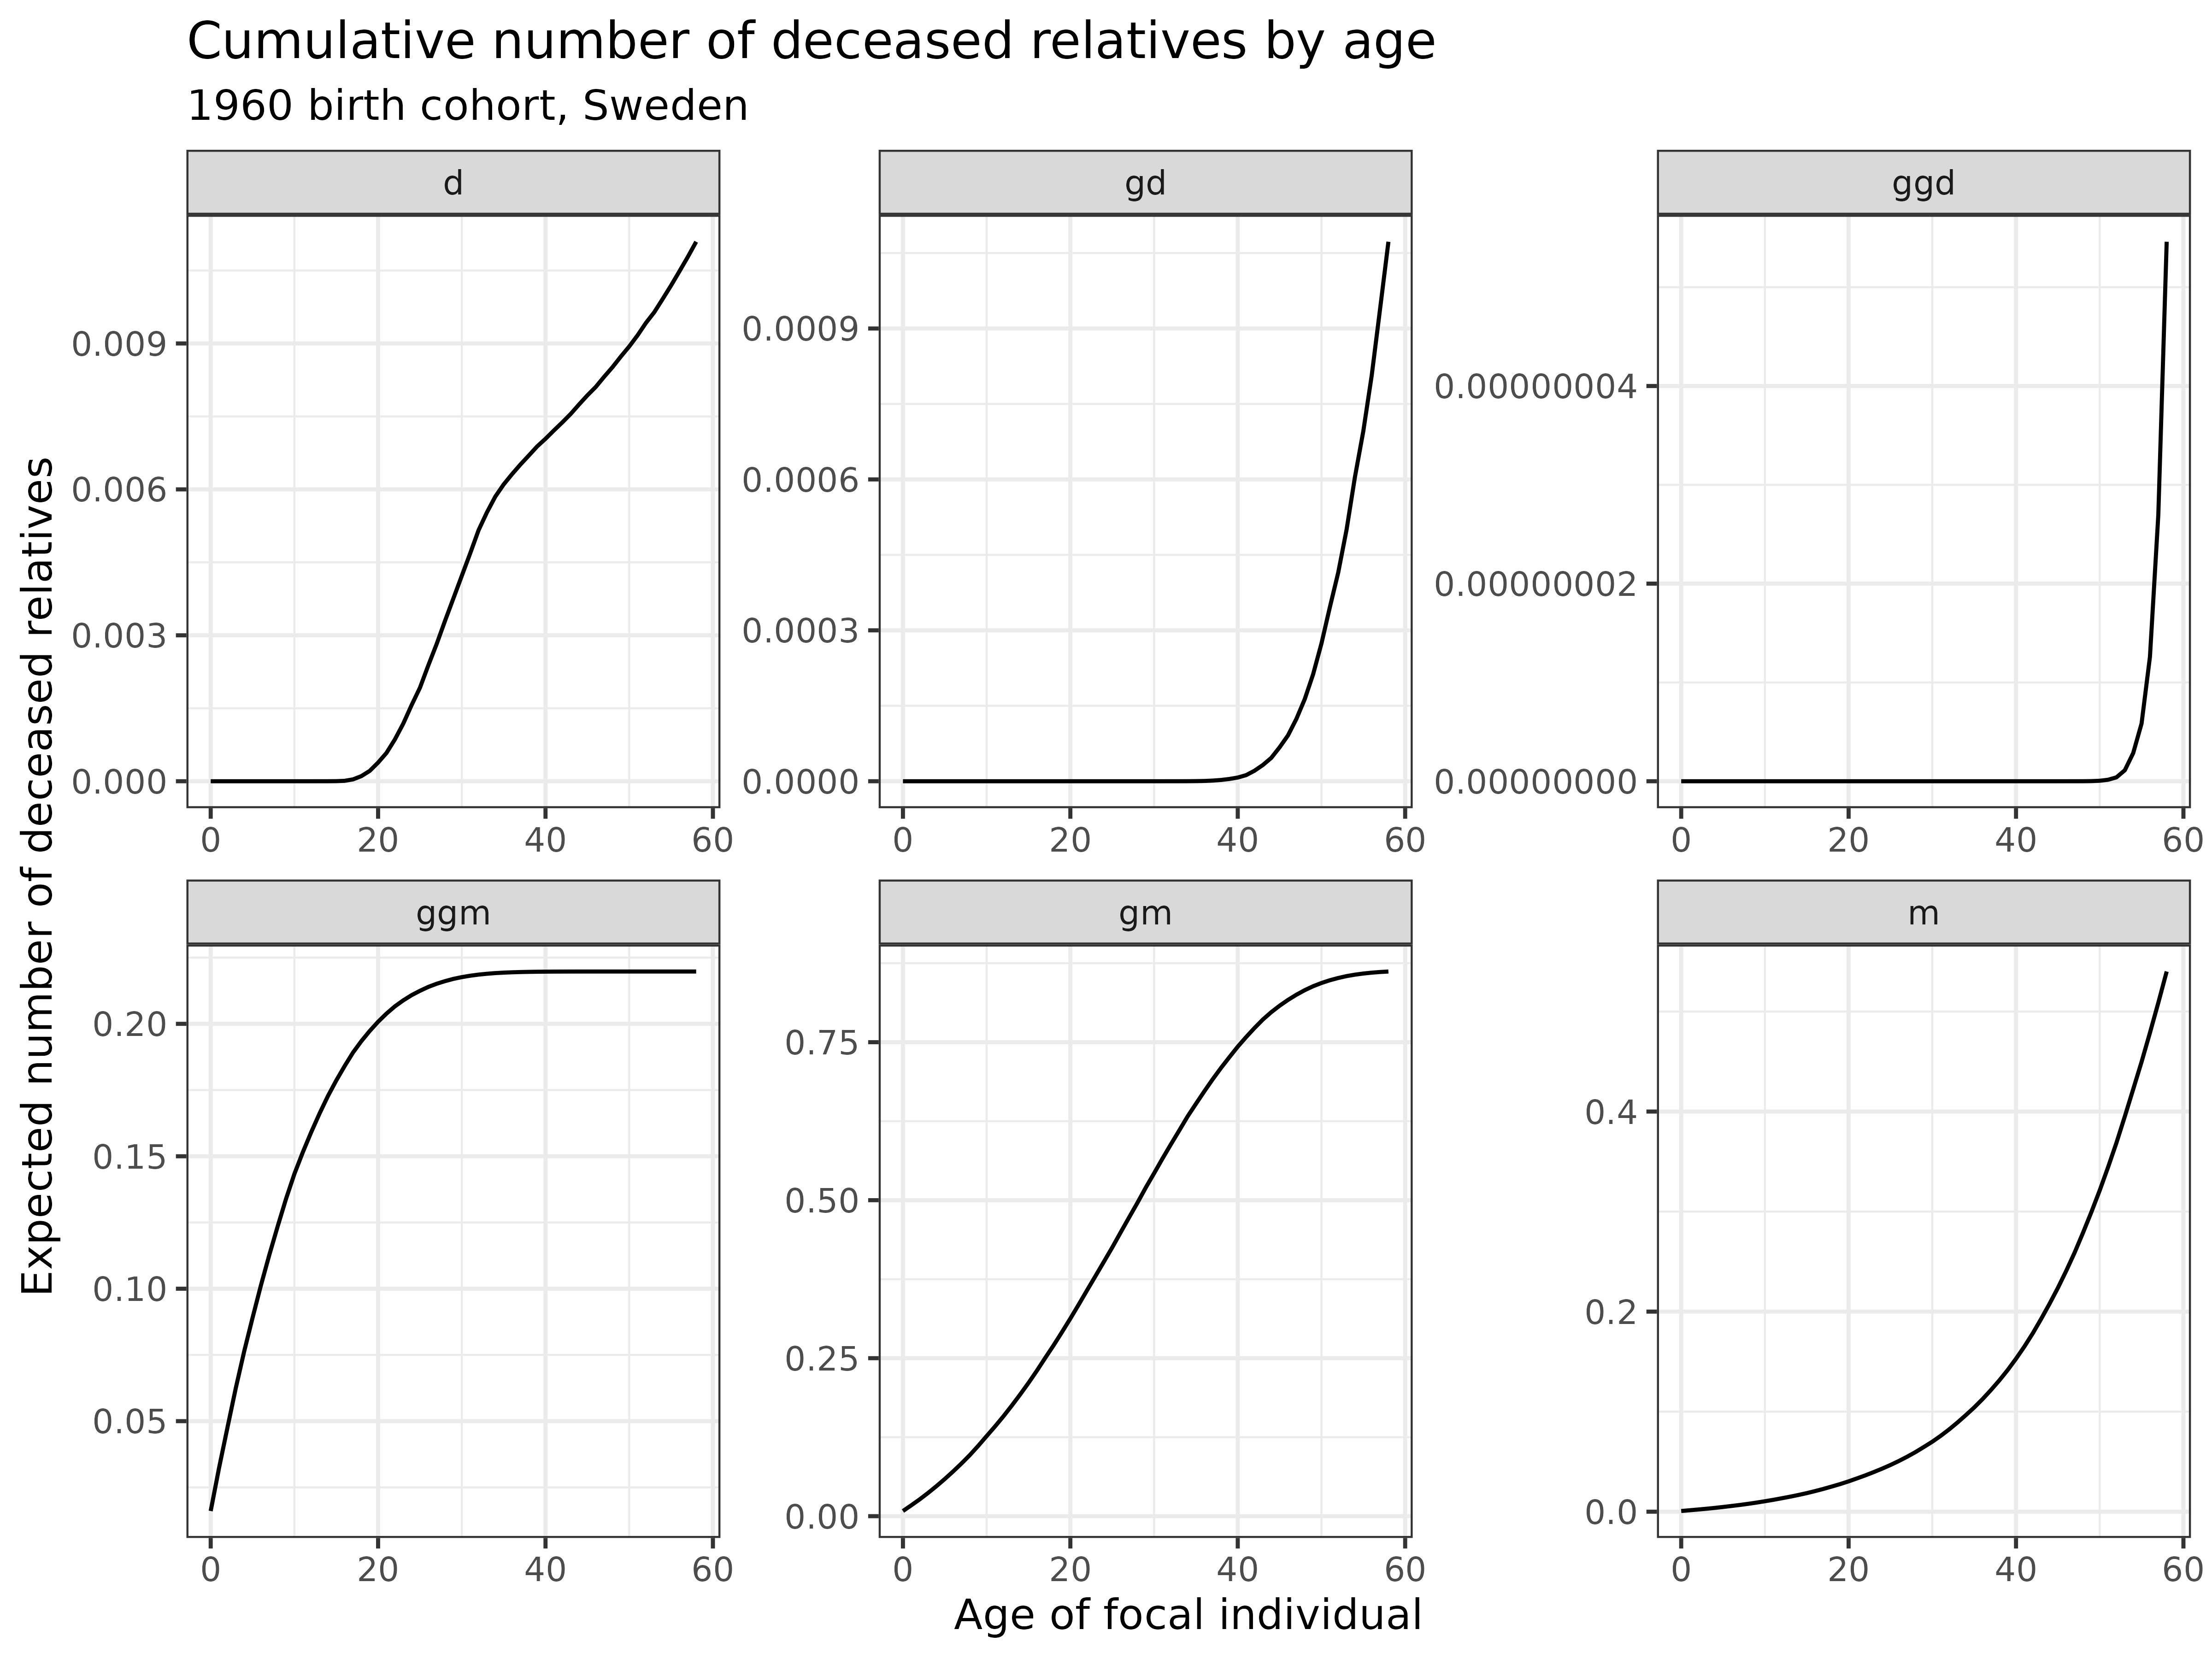 Cumulative number of deceased relatives by age
1960 birth cohort, Sweden
Expected number of deceased relatives
d
0.009
0.006
0.003
0.000
0 20 40 60
gd
0.0009
0.0006
0.0003
0.0000
0 20 40 60
ggd
0.00000004
0.00000002
0.00000000
0 20 40 60
ggm
0.20
0.15
0.10
0.05
0 20 40 60
gm
0.75
0.50
0.25
0.00
0 20 40 60
m
0.4
0.2
0.0
0 20 40 60
Age of focal individual